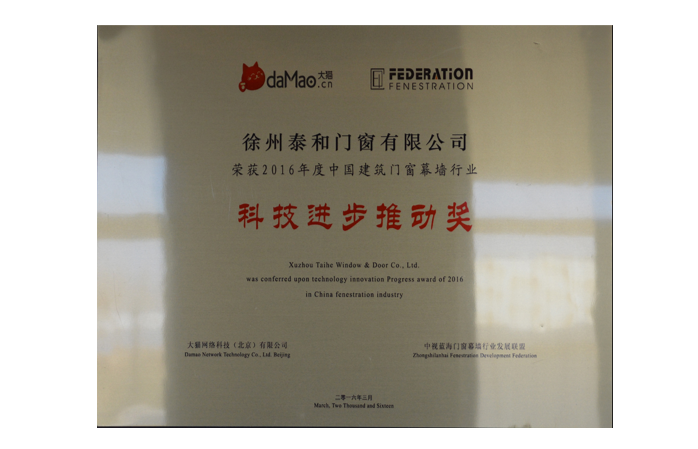 daMao大猫.cn
FEDERATION
FENESTRATION
徐州泰和门窗有限公司
荣获2016年度中国建筑门窗幕墙行业
科技进步推动奖
Xuzhou Taihe Window & Door Co., Ltd.
was conferred upon technology innovation Progress award of 2016
in China fenestration industry
大猫网络科技（北京）有限公司
Damao Network Technology Co., Ltd. Beijing
中视蓝海门窗幕墙行业发展联盟
Zhongshilanhai Fenestration Development Federation
二零一六年三月
March, Two Thousand and Sixteen